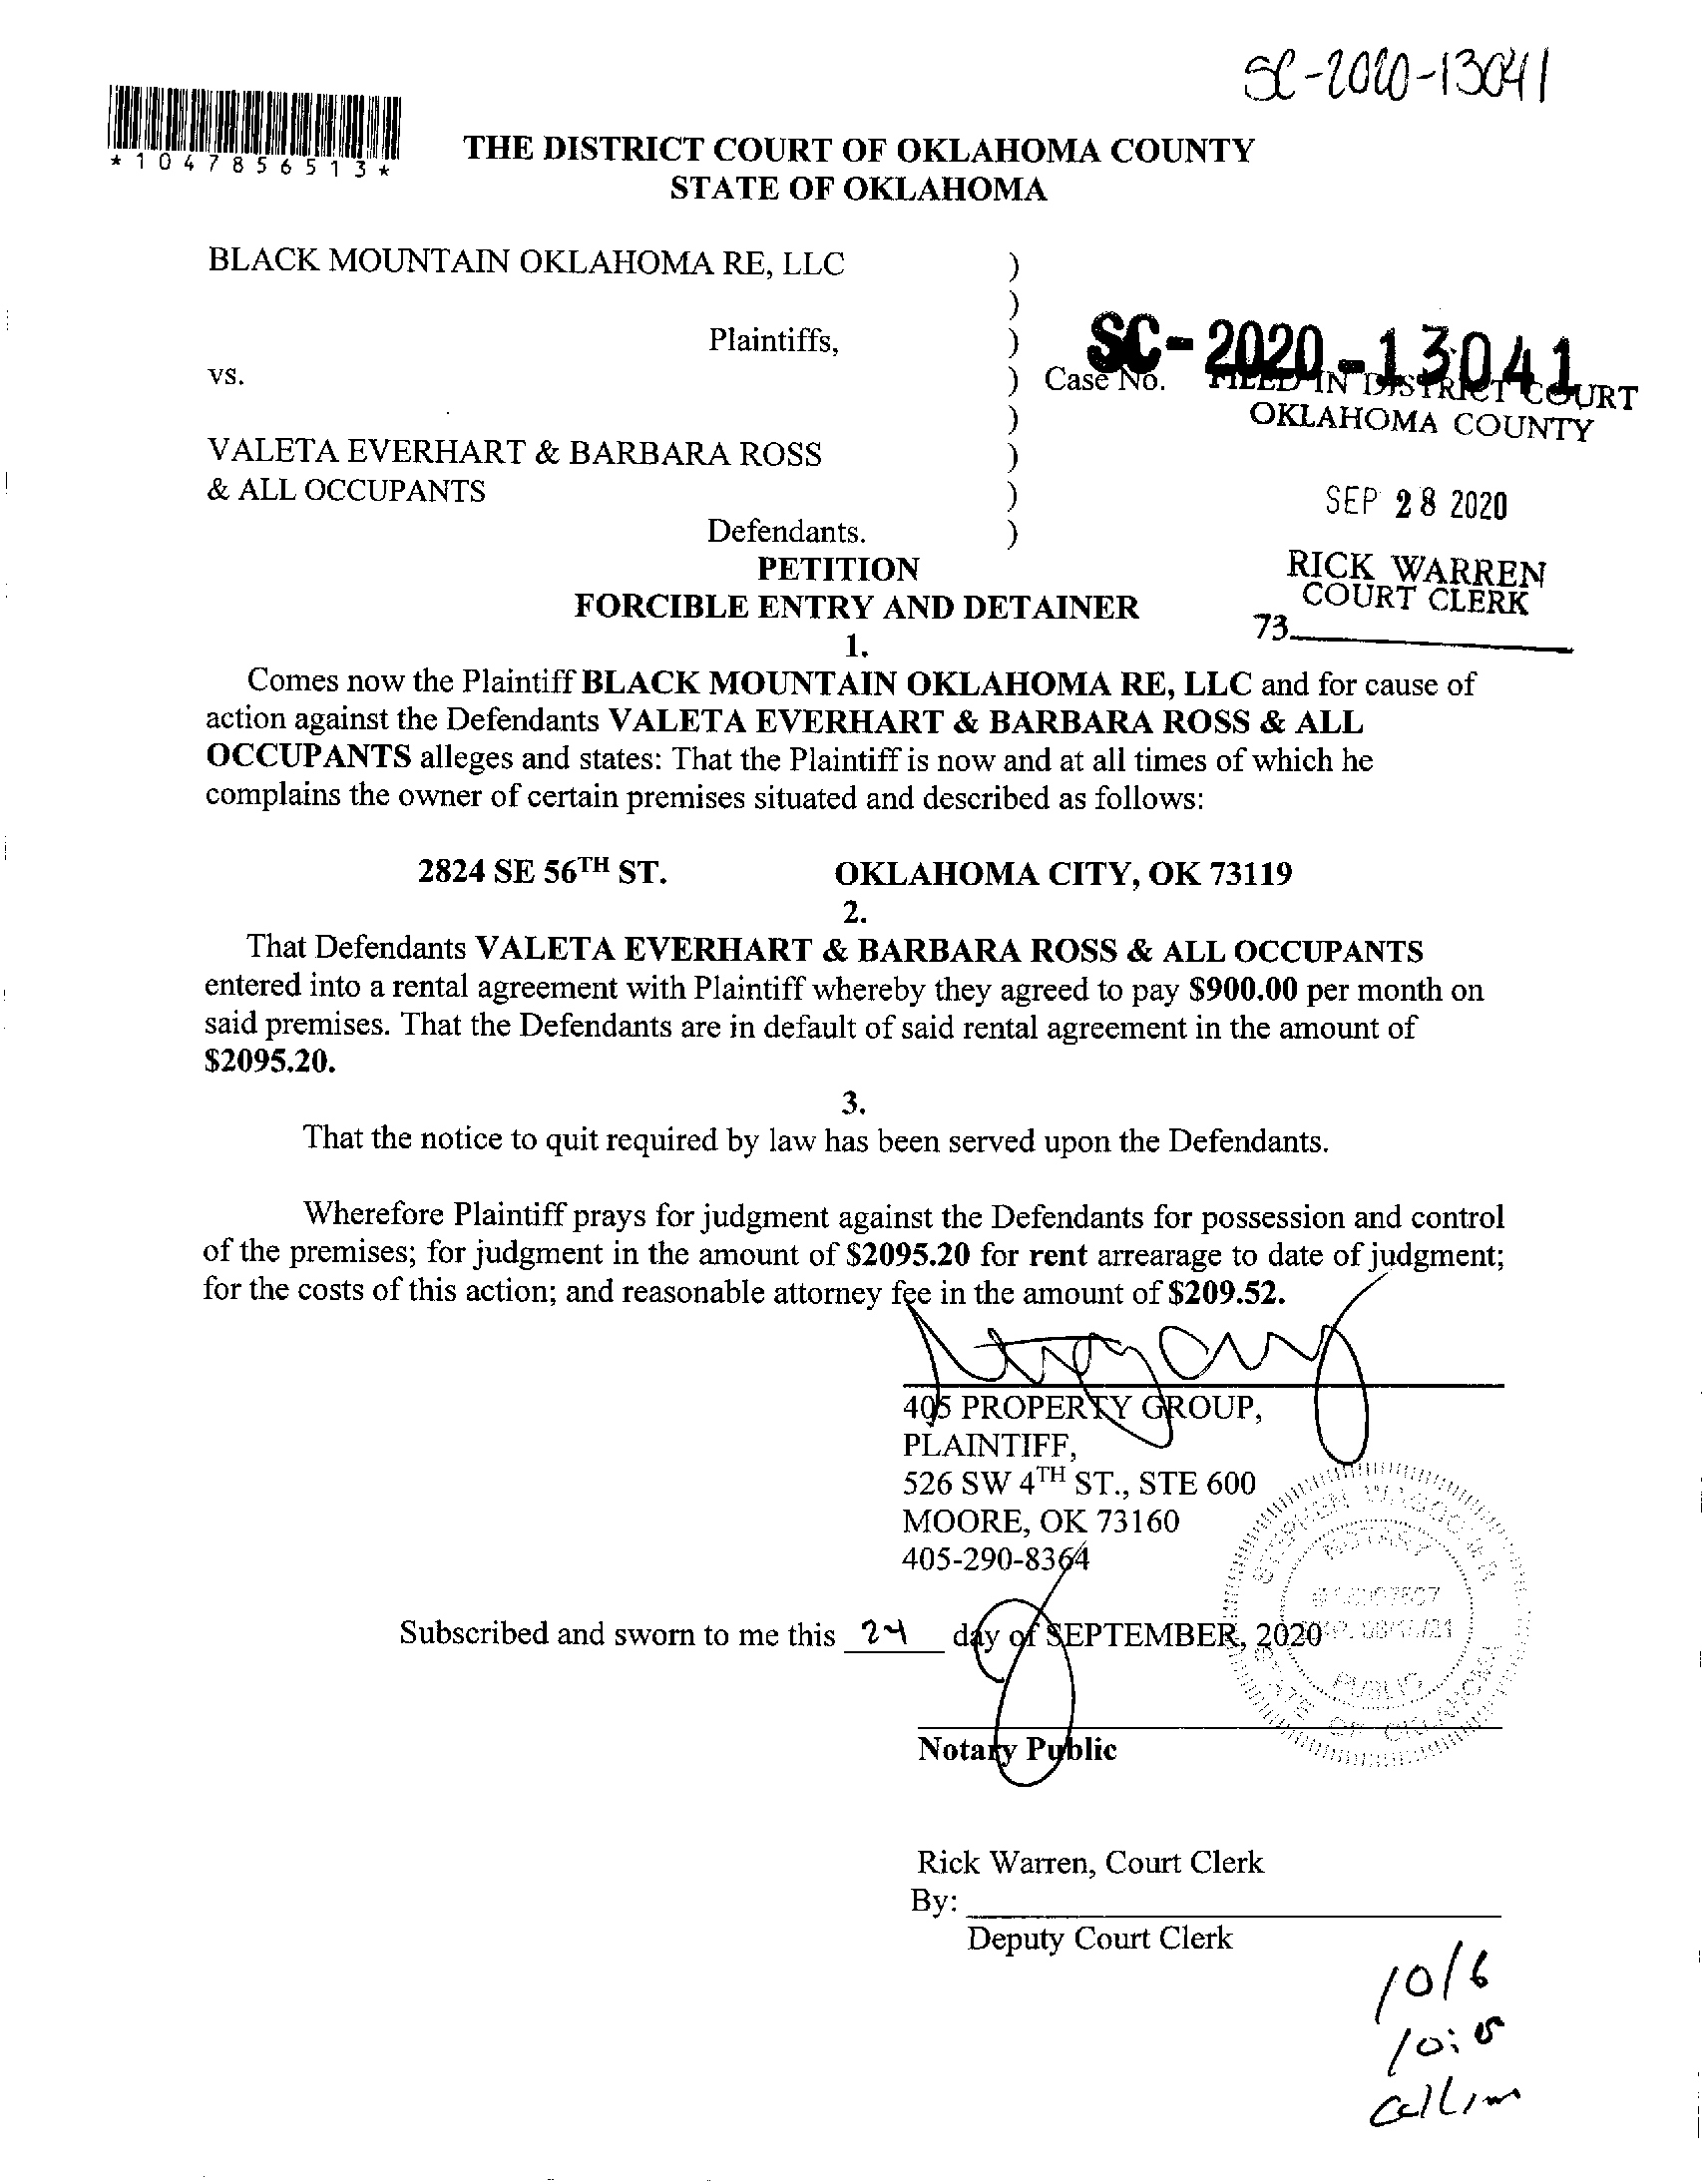 SC-2020-13041
*1047856513*
THE DISTRICT COURT OF OKLAHOMA COUNTY
STATE OF OKLAHOMA
BLACK MOUNTAIN OKLAHOMA RE, LLC )
)
Plaintiffs, )
SC-2020-13041
vs. ) Case No. FILED IN DISTRICT COURT
) OKLAHOMA COUNTY
VALETA EVERHART & BARBARA ROSS )
& ALL OCCUPANTS ) SEP 28 2020
Defendants. )
PETITION RICK WARREN
FORCIBLE ENTRY AND DETAINER COURT CLERK
73
1.
Comes now the Plaintiff BLACK MOUNTAIN OKLAHOMA RE, LLC and for cause of
action against the Defendants VALETA EVERHART & BARBARA ROSS & ALL
OCCUPANTS alleges and states: That the Plaintiff is now and at all times of which he
complains the owner of certain premises situated and described as follows:
2824 SE 56TH ST. OKLAHOMA CITY, OK 73119
2.
That Defendants VALETA EVERHART & BARBARA ROSS & ALL OCCUPANTS
entered into a rental agreement with Plaintiff whereby they agreed to pay $900.00 per month on
said premises. That the Defendants are in default of said rental agreement in the amount of
$2095.20.
3.
That the notice to quit required by law has been served upon the Defendants.
Wherefore Plaintiff prays for judgment against the Defendants for possession and control
of the premises; for judgment in the amount of $2095.20 for rent arrearage to date of judgment;
for the costs of this action; and reasonable attorney fee in the amount of $209.52.
405 PROPERTY GROUP,
PLAINTIFF,
526 SW 4TH ST., STE 600
MOORE, OK 73160
405-290-8364
STEPHEN
NOTARY
PUBLIC
STATE OF OKLAHOMA
Subscribed and sworn to me this 24 day of SEPTEMBER, 2020
Notary Public
Rick Warren, Court Clerk
By:
Deputy Court Clerk
10/6